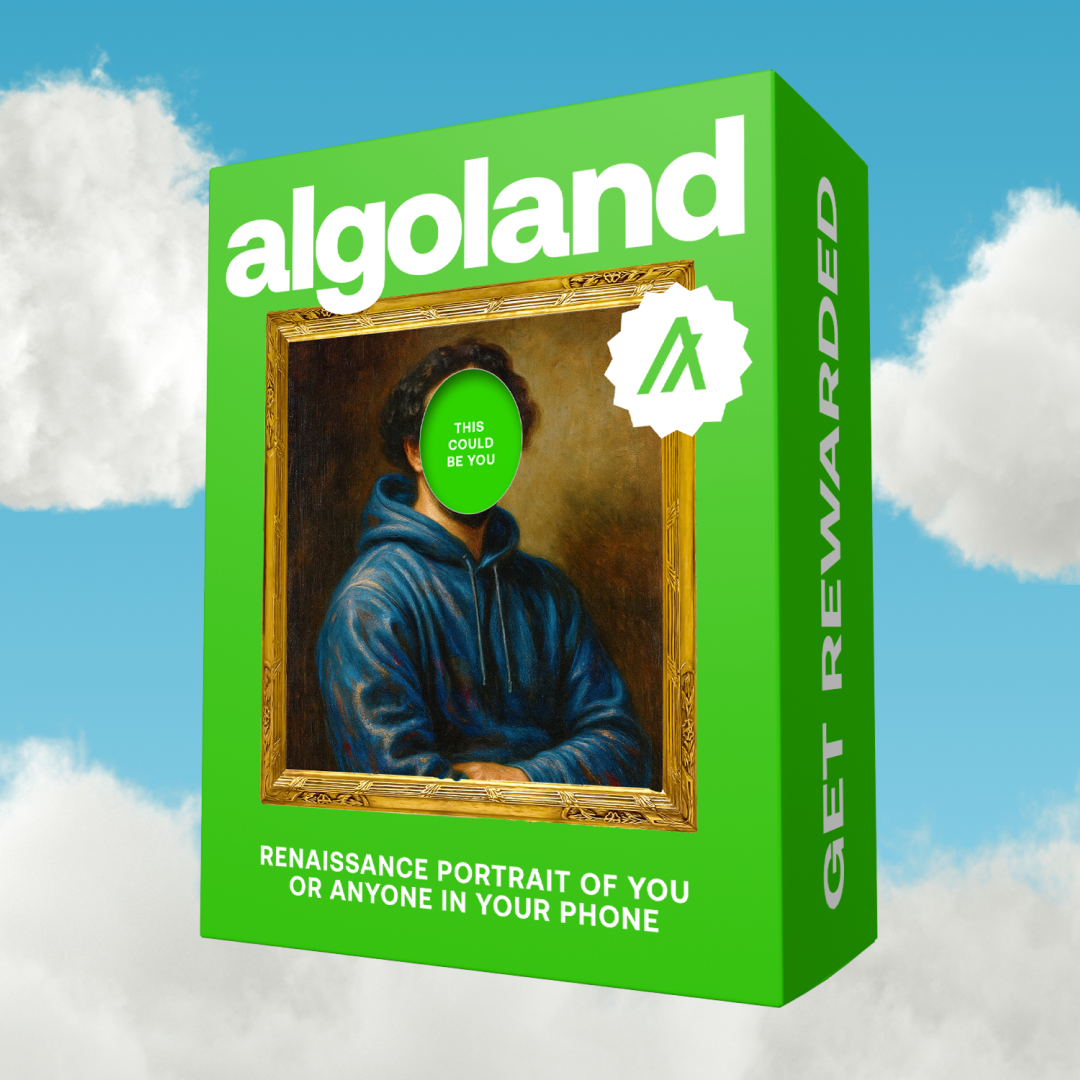 algoland
THIS
COULD
BE YOU
RENAISSANCE PORTRAIT OF YOU
OR ANYONE IN YOUR PHONE
GET REWARDED